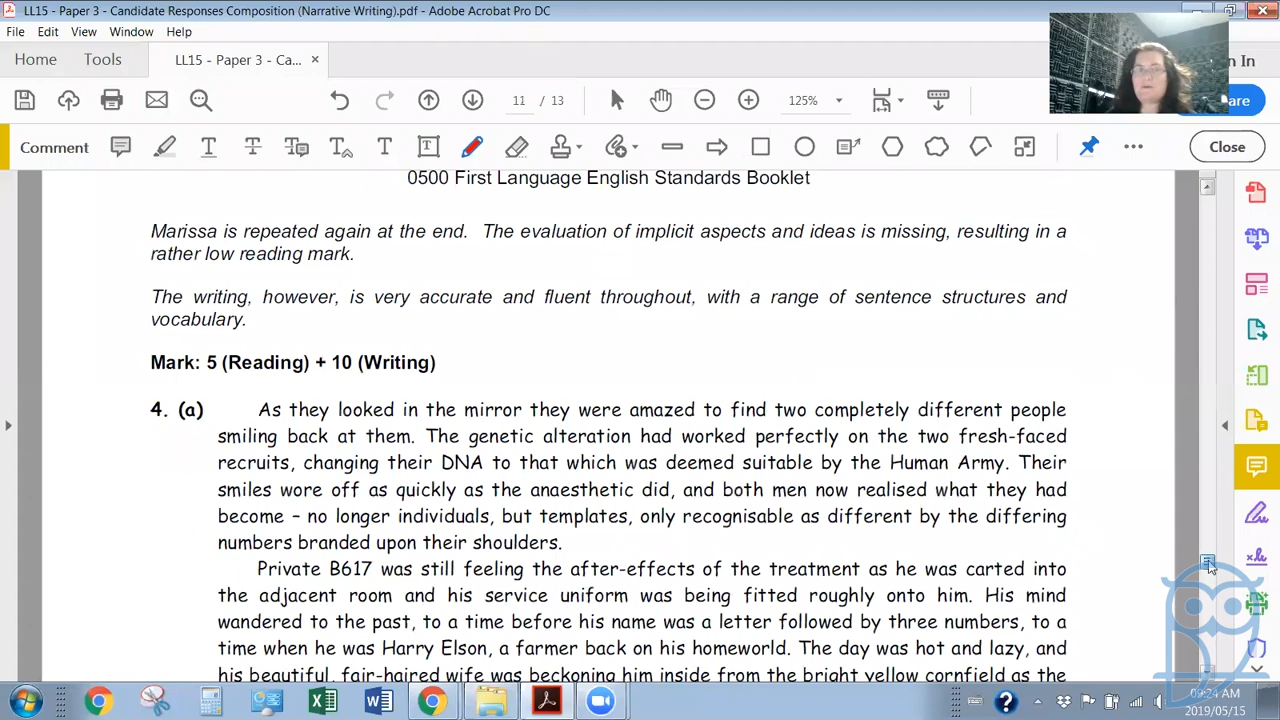 LL15 - Paper 3 - Candidate Responses Composition (Narrative Writing).pdf - Adobe Acrobat Pro DC
File Edit View Window Help
Home Tools LL15 - Paper 3 - Ca... × In
11 / 13 125% are
Comment Close
0500 First Language English Standards Booklet
Marissa is repeated again at the end. The evaluation of implicit aspects and ideas is missing, resulting in a
rather low reading mark.
The writing, however, is very accurate and fluent throughout, with a range of sentence structures and
vocabulary.
Mark: 5 (Reading) + 10 (Writing)
4. (a) As they looked in the mirror they were amazed to find two completely different people
smiling back at them. The genetic alteration had worked perfectly on the two fresh-faced
recruits, changing their DNA to that which was deemed suitable by the Human Army. Their
smiles wore off as quickly as the anaesthetic did, and both men now realised what they had
become – no longer individuals, but templates, only recognisable as different by the differing
numbers branded upon their shoulders.
Private B617 was still feeling the after-effects of the treatment as he was carted into
the adjacent room and his service uniform was being fitted roughly onto him. His mind
wandered to the past, to a time before his name was a letter followed by three numbers, to a
time when he was Harry Elson, a farmer back on his homeworld. The day was hot and lazy, and
his beautiful, fair-haired wife was beckoning him inside from the bright yellow cornfield as the
09:24 AM
2019/05/15